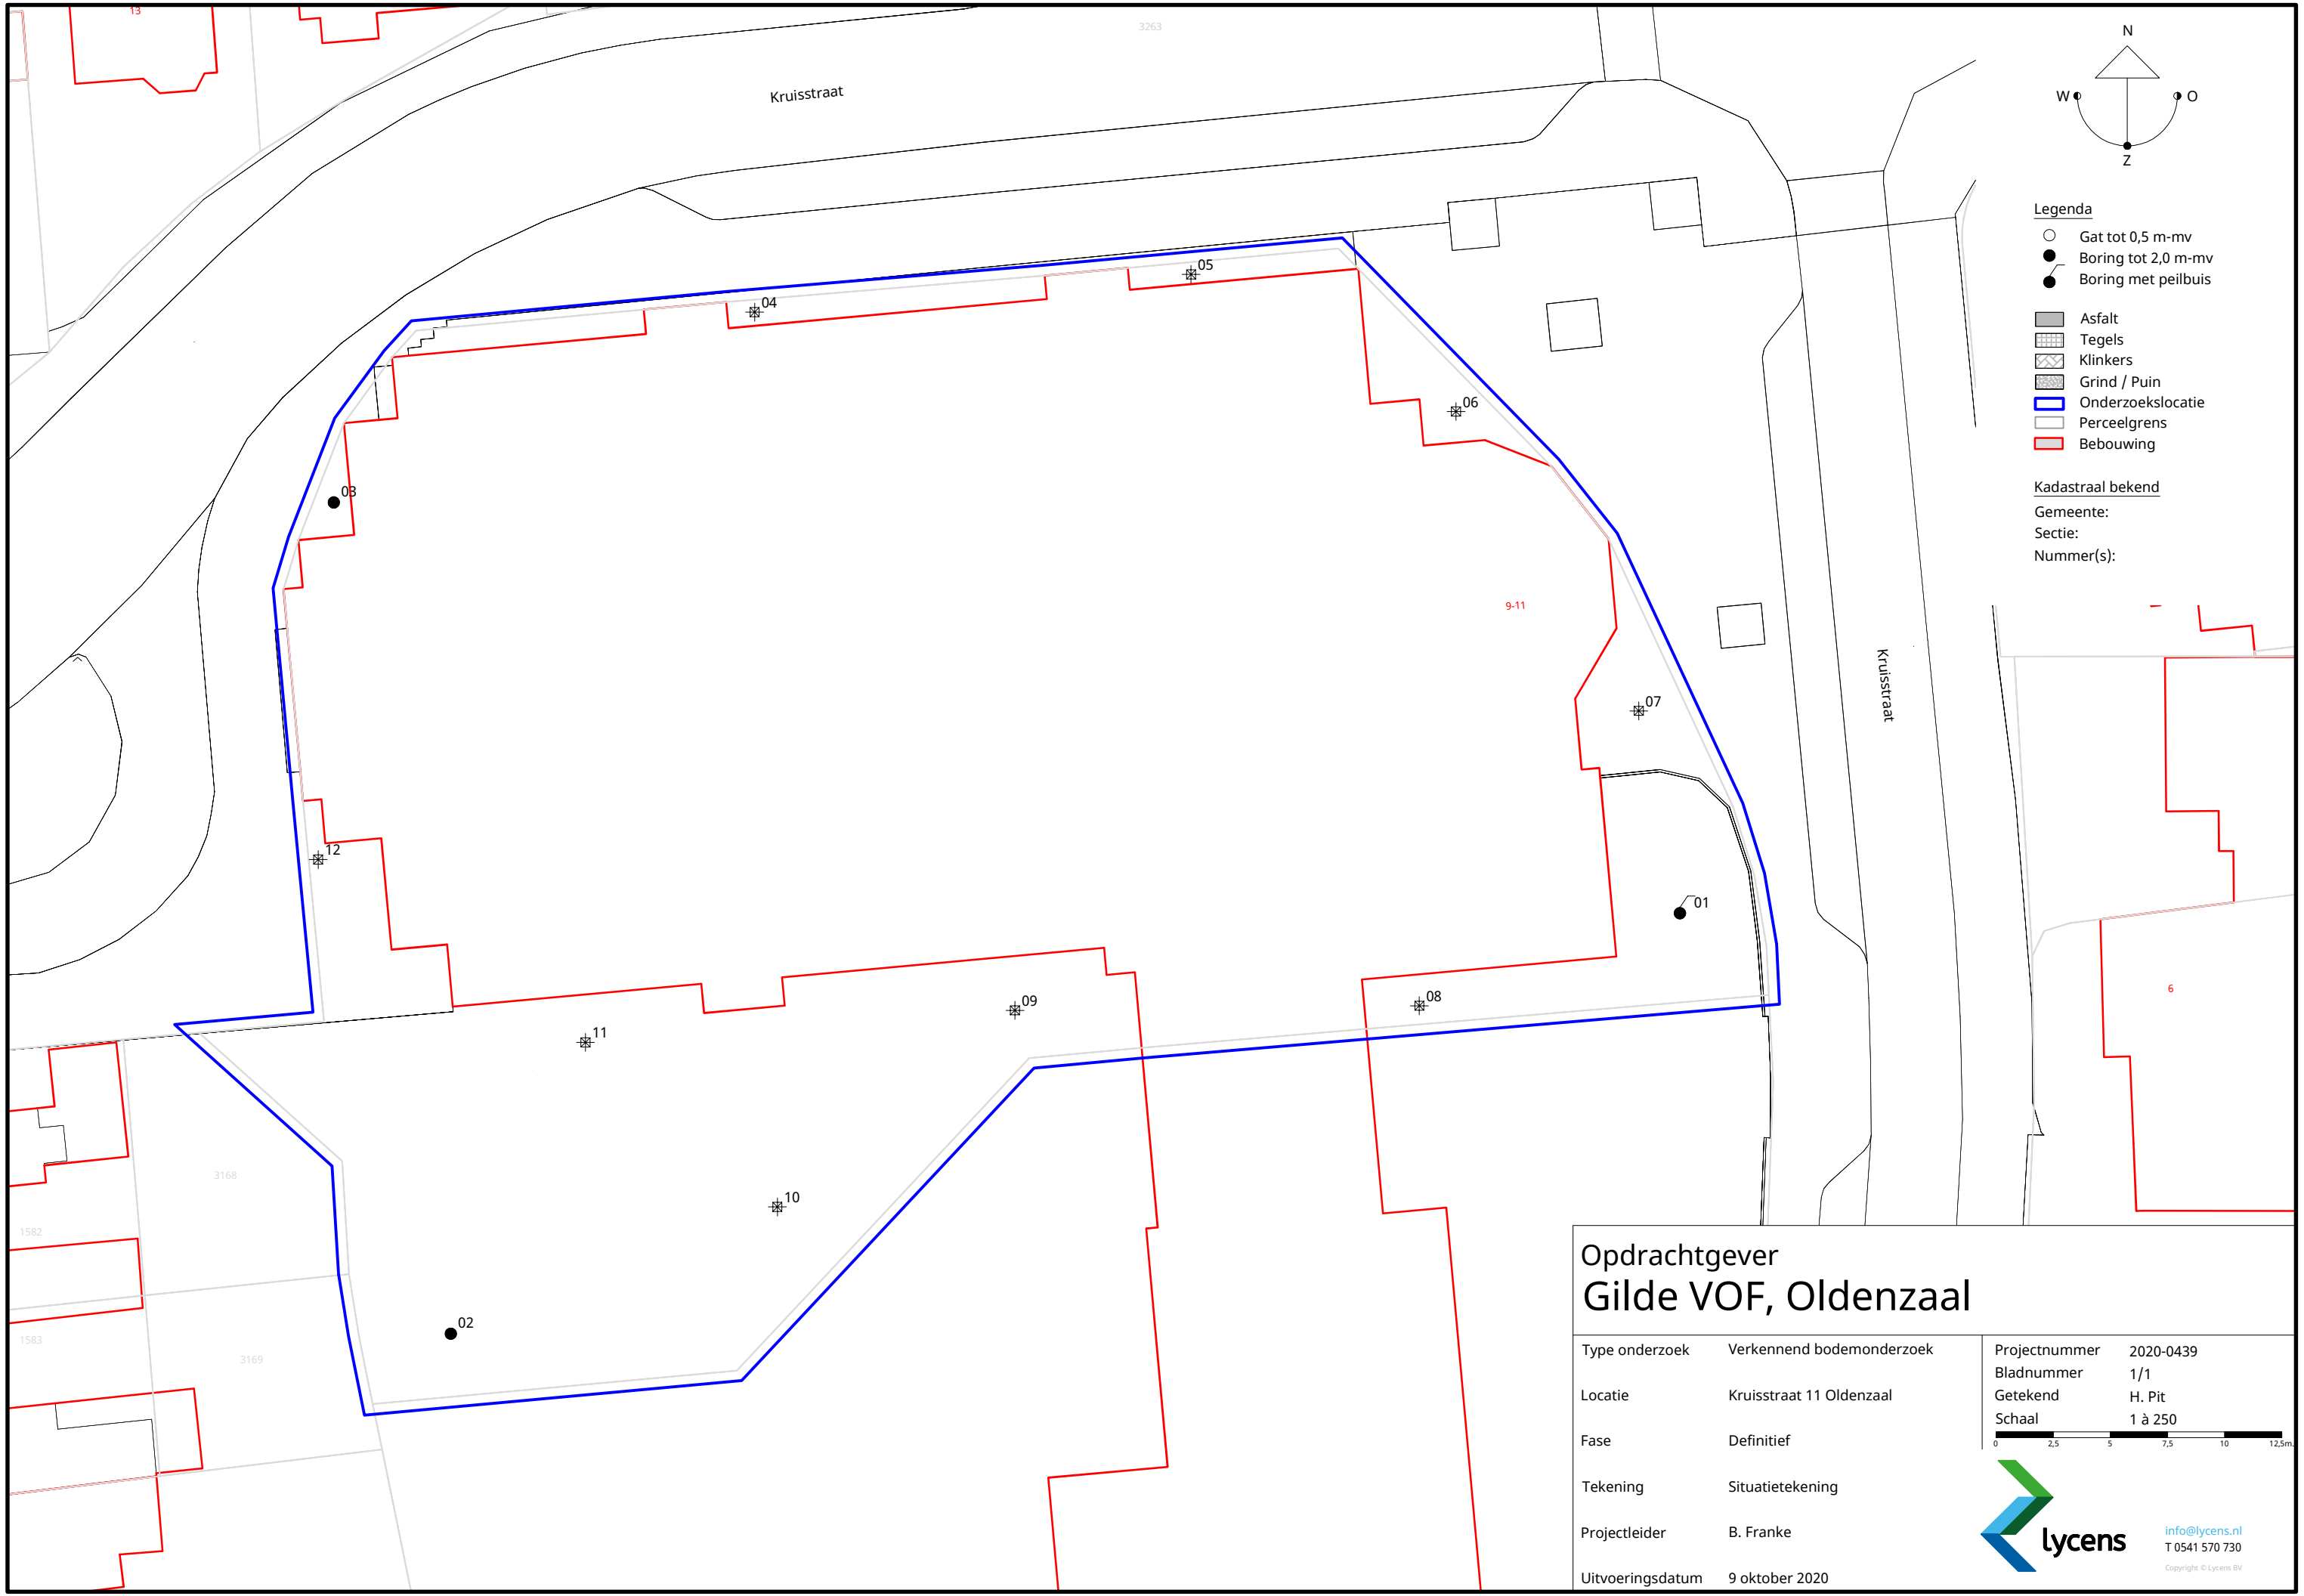 13
3263
N
W
O
Z
Kruisstraat
Legenda
Gat tot 0,5 m-mv
Boring tot 2,0 m-mv
Boring met peilbuis
Asfalt
Tegels
Klinkers
Grind / Puin
Onderzoekslocatie
Perceelgrens
Bebouwing
Kadastraal bekend
Gemeente:
Sectie:
Nummer(s):
05
04
06
03
9-11
Kruisstraat
07
12
01
6
08
09
11
3168
10
1582
02
1583
3169
Opdrachtgever
Gilde VOF, Oldenzaal
Type onderzoek Verkennend bodemonderzoek
Locatie Kruisstraat 11 Oldenzaal
Fase Definitief
Tekening Situatietekening
Projectleider B. Franke
Uitvoeringsdatum 9 oktober 2020
Projectnummer 2020-0439
Bladnummer 1/1
Getekend H. Pit
Schaal 1 à 250
0 2,5 5 7,5 10 12,5m.
lycens
info@lycens.nl
T 0541 570 730
Copyright © Lycens BV